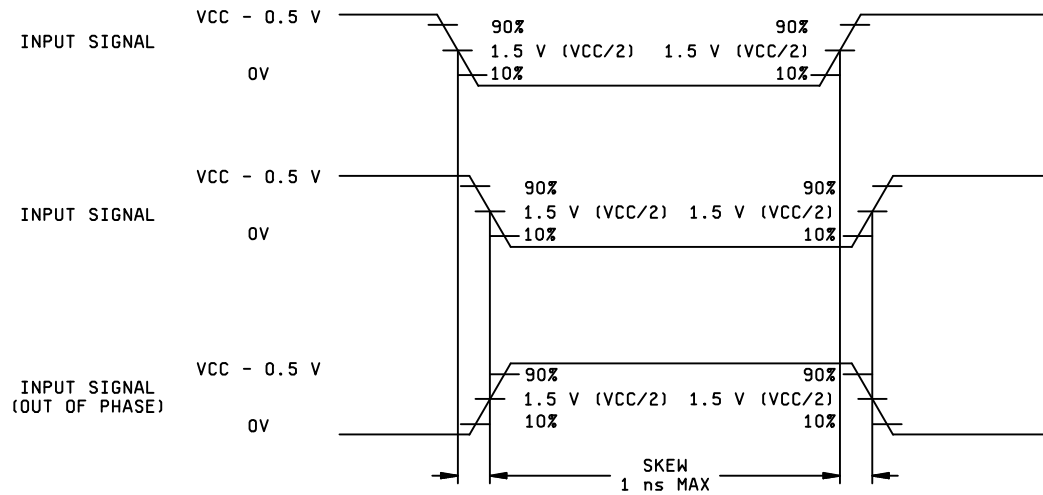 VCC - 0.5 V
INPUT SIGNAL
90% 90%
1.5 V (VCC/2) 1.5 V (VCC/2)
0V 10% 10%
VCC - 0.5 V
90% 90%
INPUT SIGNAL
1.5 V (VCC/2) 1.5 V (VCC/2)
0V 10% 10%
VCC - 0.5 V
90% 90%
INPUT SIGNAL
(OUT OF PHASE)
1.5 V (VCC/2) 1.5 V (VCC/2)
0V 10% 10%
SKEW
1 ns MAX